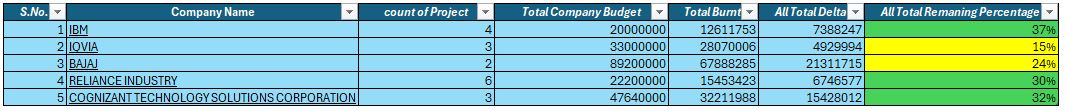 S.No. Company Name count of Project Total Company Budget Total Burnt All Total Delta All Total Remaning Percentage
1 IBM 4 20000000 12611753 7388247 37%
2 IQVIA 3 33000000 28070006 4929994 15%
3 BAJAJ 2 89200000 67888285 21311715 24%
4 RELIANCE INDUSTRY 6 22200000 15453423 6746577 30%
5 COGNIZANT TECHNOLOGY SOLUTIONS CORPORATION 3 47640000 32211988 15428012 32%